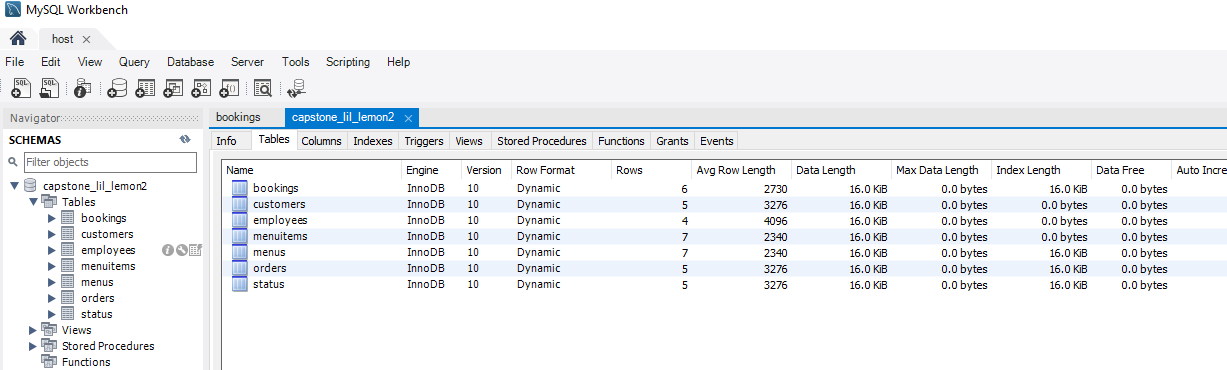 MySQL Workbench
host
File Edit View Query Database Server Tools Scripting Help
Navigator
SCHEMAS
Filter objects
capstone_lil_lemon2
Tables
bookings
customers
employees
menuitems
menus
orders
status
Views
Stored Procedures
Functions
bookings capstone_lil_lemon2
Info Tables Columns Indexes Triggers Views Stored Procedures Functions Grants Events
Name Engine Version Row Format Rows Avg Row Length Data Length Max Data Length Index Length Data Free Auto Incre
bookings InnoDB 10 Dynamic 6 2730 16.0 KiB 0.0 bytes 16.0 KiB 0.0 bytes
customers InnoDB 10 Dynamic 5 3276 16.0 KiB 0.0 bytes 0.0 bytes 0.0 bytes
employees InnoDB 10 Dynamic 4 4096 16.0 KiB 0.0 bytes 0.0 bytes 0.0 bytes
menuitems InnoDB 10 Dynamic 7 2340 16.0 KiB 0.0 bytes 0.0 bytes 0.0 bytes
menus InnoDB 10 Dynamic 7 2340 16.0 KiB 0.0 bytes 16.0 KiB 0.0 bytes
orders InnoDB 10 Dynamic 5 3276 16.0 KiB 0.0 bytes 16.0 KiB 0.0 bytes
status InnoDB 10 Dynamic 5 3276 16.0 KiB 0.0 bytes 16.0 KiB 0.0 bytes